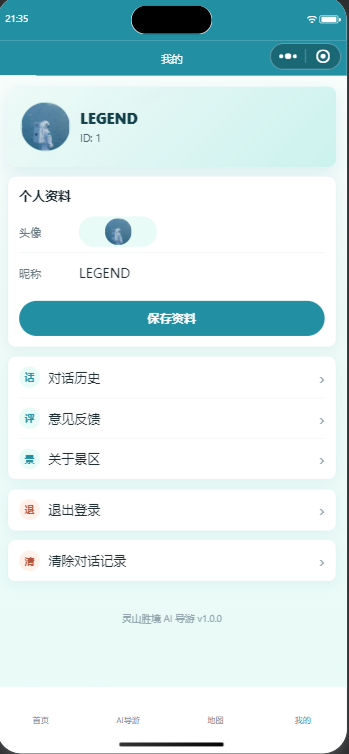 21:35
我的
LEGEND
ID: 1
个人资料
头像
昵称 LEGEND
保存资料
话 对话历史
评 意见反馈
景 关于景区
退 退出登录
清 清除对话记录
灵山胜境 AI 导游 v1.0.0
首页 AI导游 地图 我的